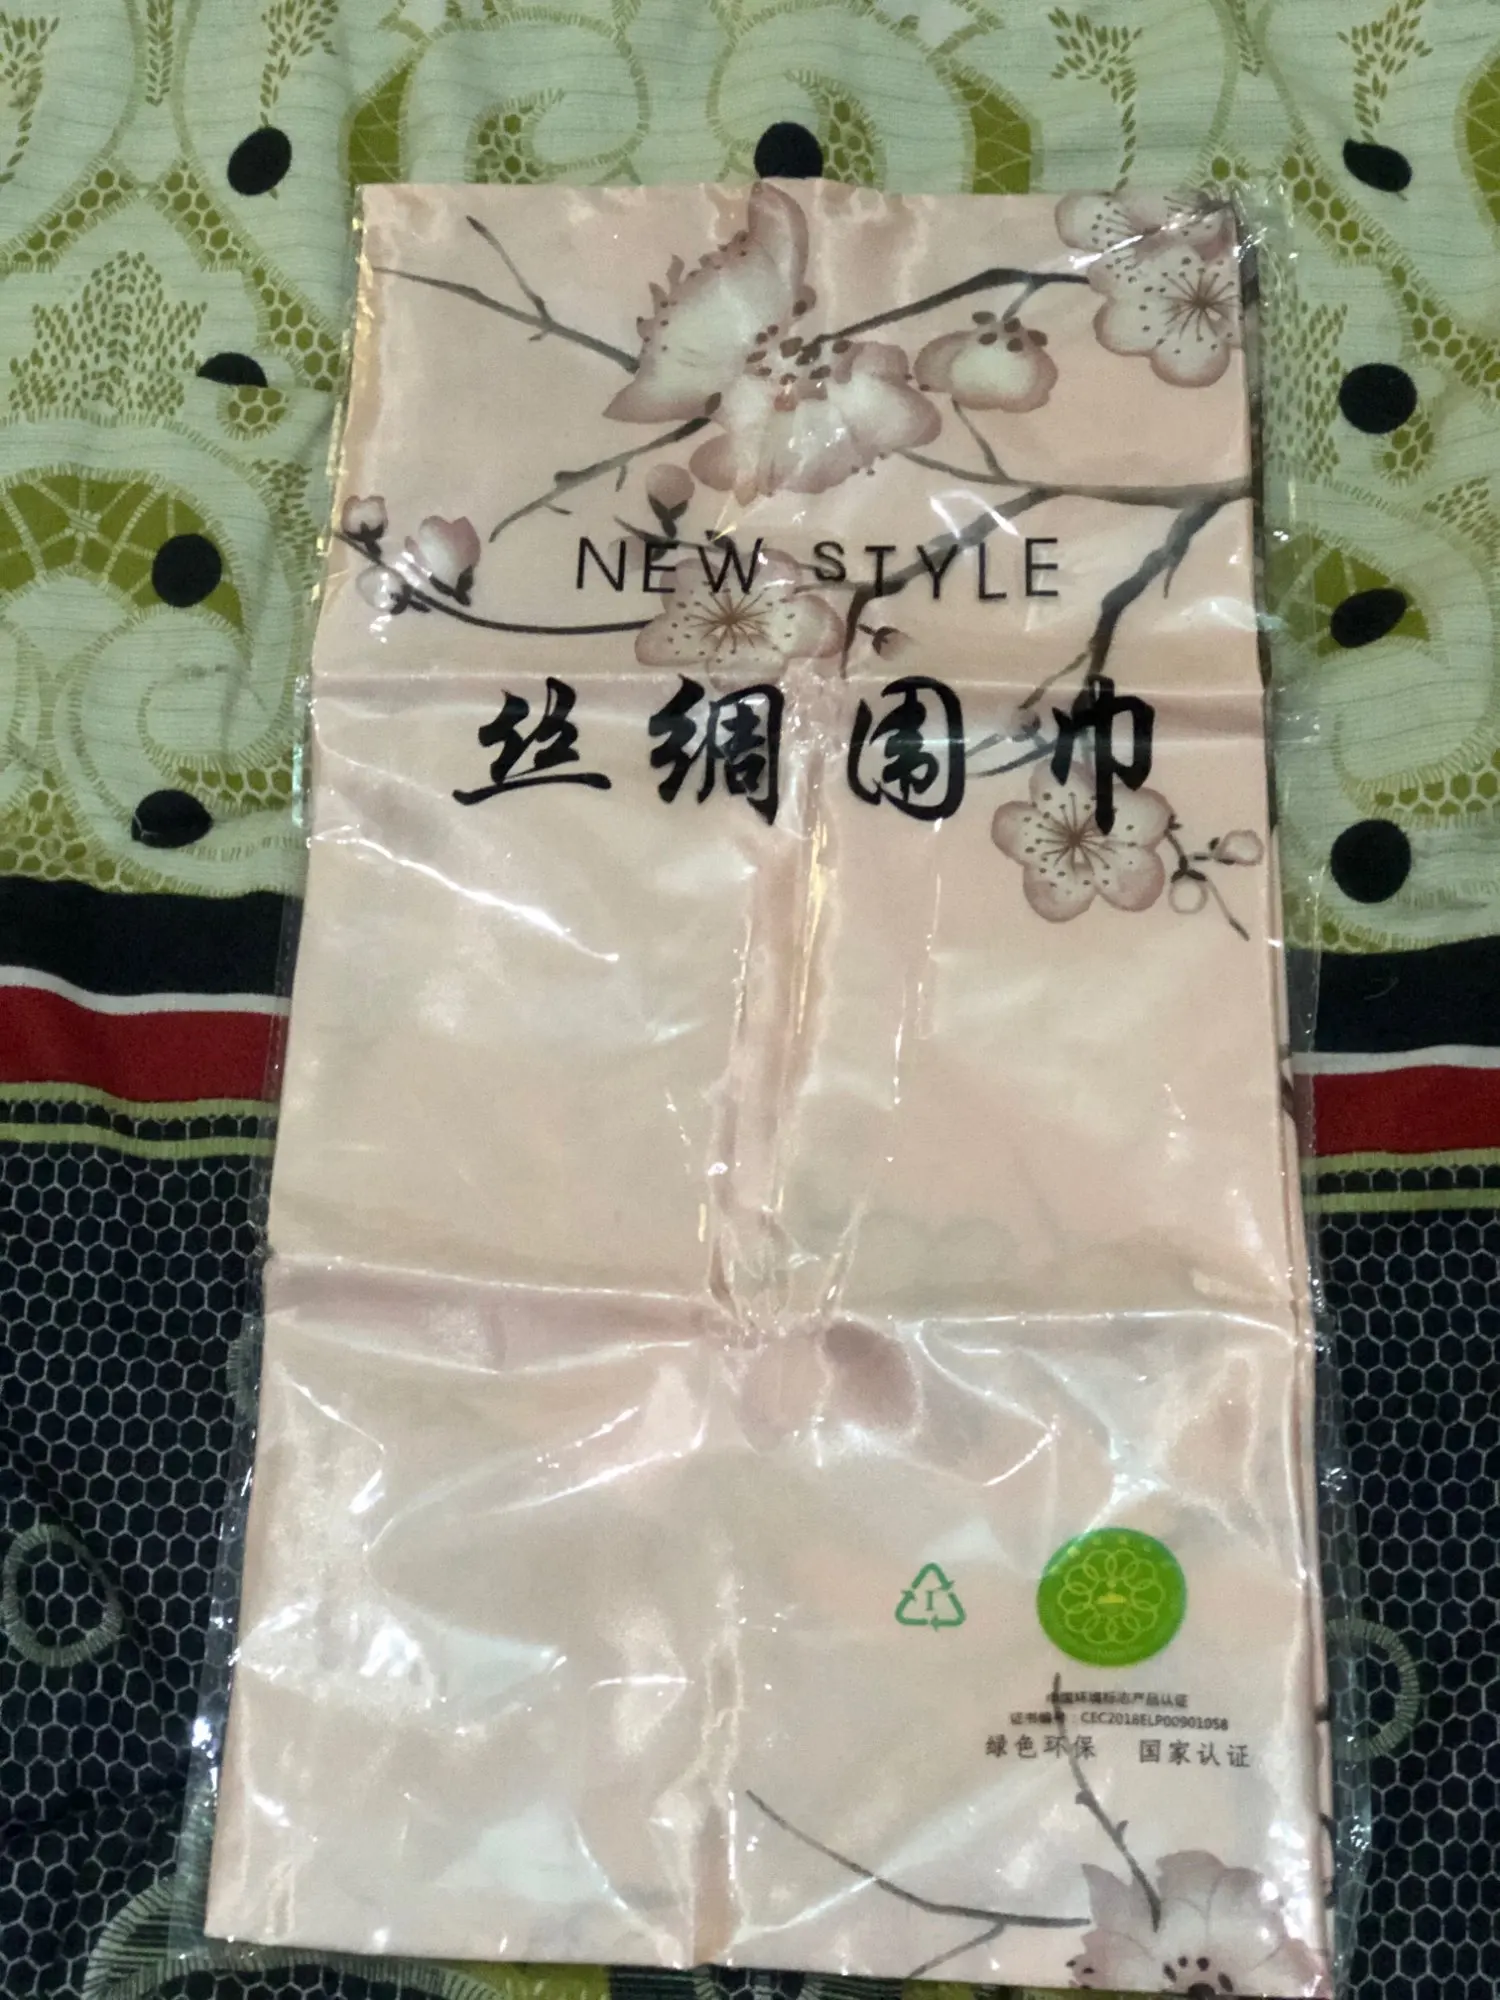 NEW STYLE
丝绸围巾
1
中国环境标志产品认证
证书编号：CEC2018ELP00901058
绿色环保 国家认证